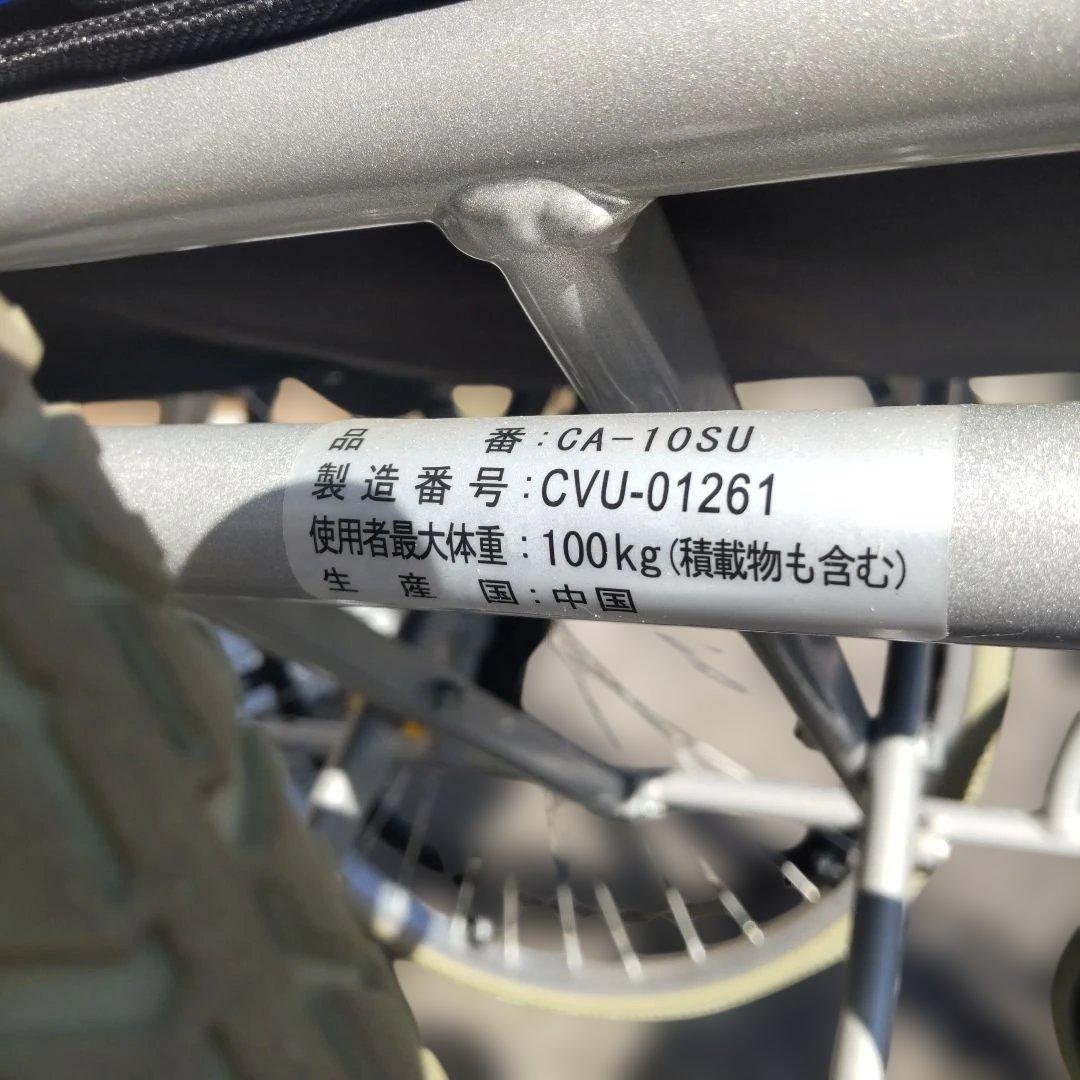 品番:CA-10SU
製造番号:CVU-01261
使用者最大体重:100kg(積載物も含む)
生産国:中国